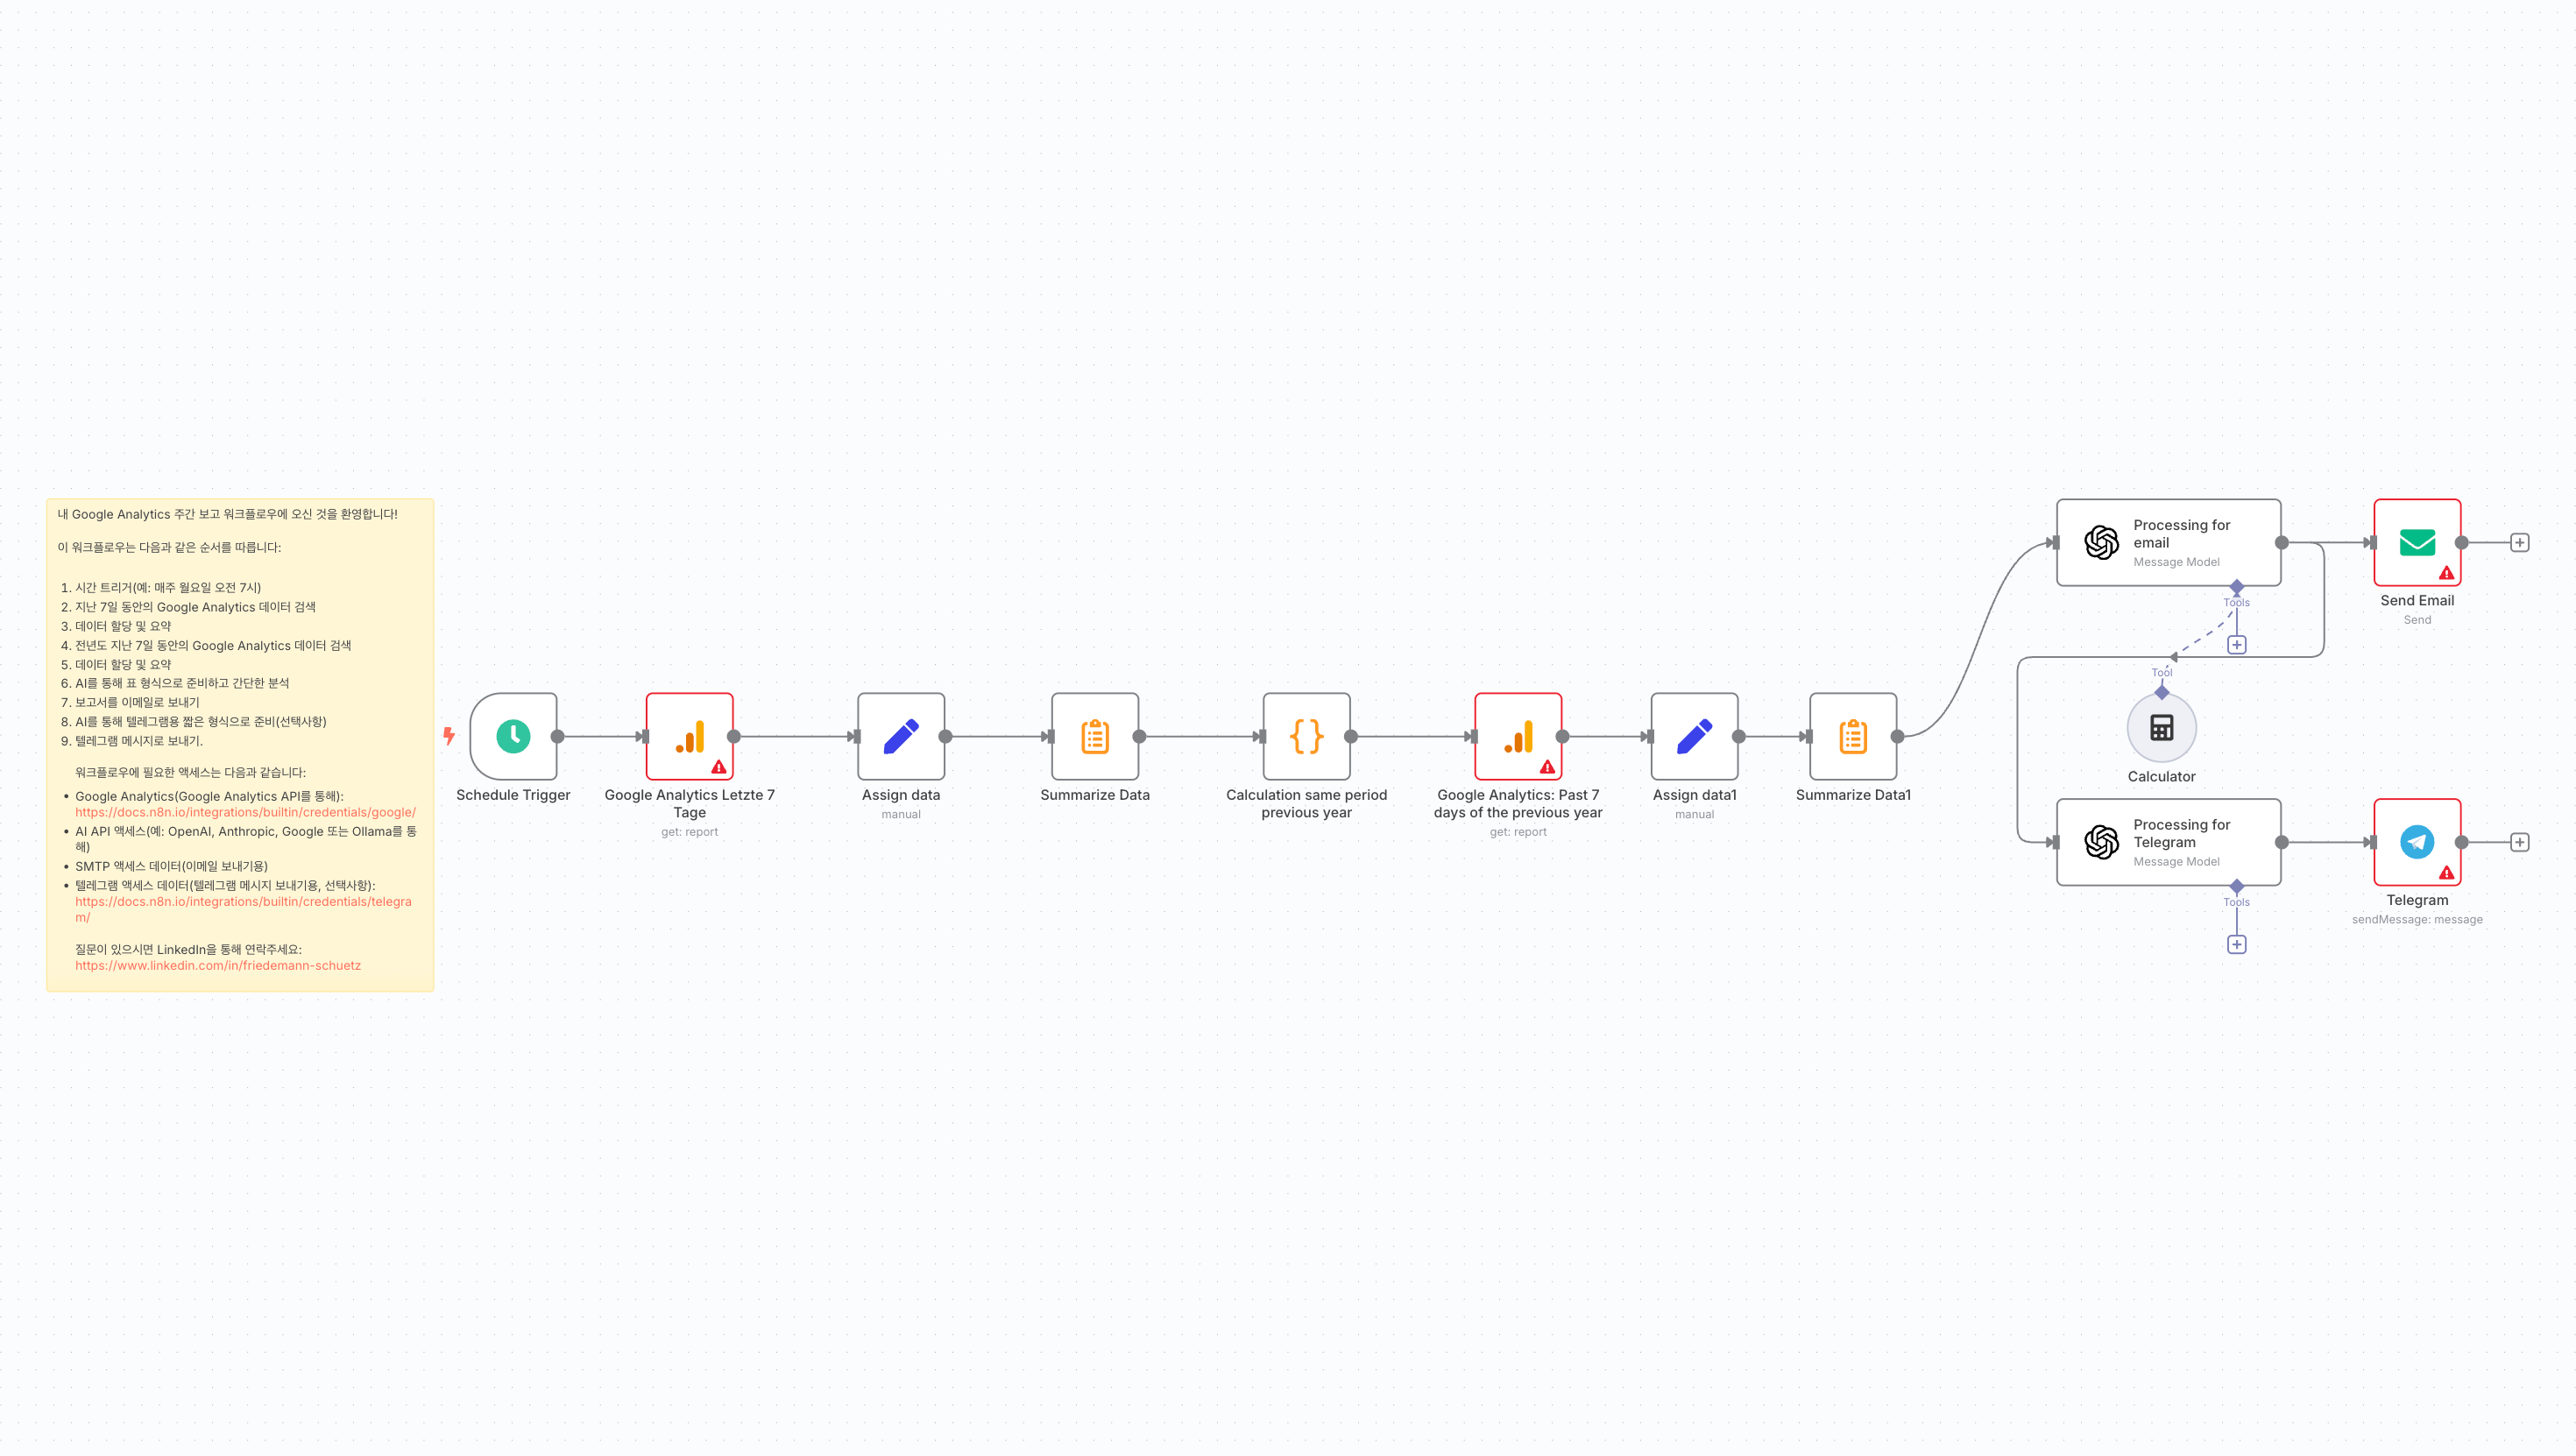 내 Google Analytics 주간 보고 워크플로우에 오신 것을 환영합니다!
이 워크플로우는 다음과 같은 순서를 따릅니다:
1. 시간 트리거(예: 매주 월요일 오전 7시)
2. 지난 7일 동안의 Google Analytics 데이터 검색
3. 데이터 할당 및 요약
4. 전년도 지난 7일 동안의 Google Analytics 데이터 검색
5. 데이터 할당 및 요약
6. AI를 통해 표 형식으로 준비하고 간단한 분석
7. 보고서를 이메일로 보내기
8. AI를 통해 텔레그램용 짧은 형식으로 준비(선택사항)
9. 텔레그램 메시지로 보내기.
워크플로우에 필요한 액세스는 다음과 같습니다:
• Google Analytics(Google Analytics API를 통해):
https://docs.n8n.io/integrations/builtin/credentials/google/
• AI API 액세스(예: OpenAI, Anthropic, Google 또는 Ollama를 통
해)
• SMTP 액세스 데이터(이메일 보내기용)
• 텔레그램 액세스 데이터(텔레그램 메시지 보내기용, 선택사항):
https://docs.n8n.io/integrations/builtin/credentials/telegra
m/
질문이 있으시면 LinkedIn을 통해 연락주세요:
https://www.linkedin.com/in/friedemann-schuetz
Schedule Trigger
Google Analytics Letzte 7
Tage
get: report
Assign data
manual
Summarize Data
Calculation same period
previous year
Google Analytics: Past 7
days of the previous year
get: report
Assign data1
manual
Summarize Data1
Processing for
email
Message Model
Tools
Send Email
Send
Tool
Calculator
Processing for
Telegram
Message Model
Tools
Telegram
sendMessage: message